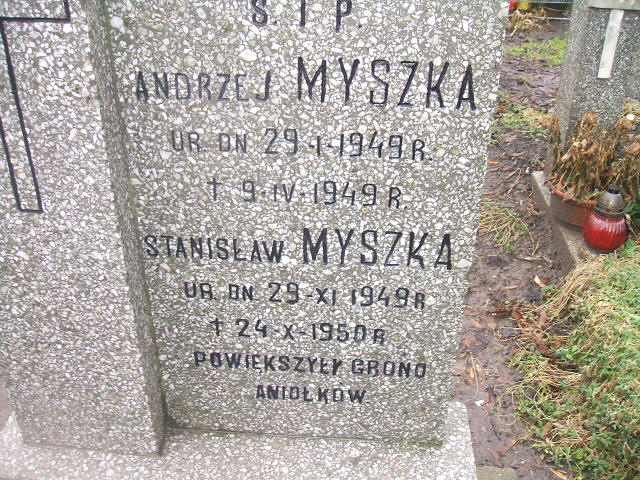 Ś. † P.
ANDRZEJ MYSZKA
UR. DN. 29-I-1949 R.
† 9-IV-1949 R.
STANISŁAW MYSZKA
UR. DN. 29-XI 1949 R
† 24-X-1950 R
POWIĘKSZYŁY GRONO
ANIOŁKÓW